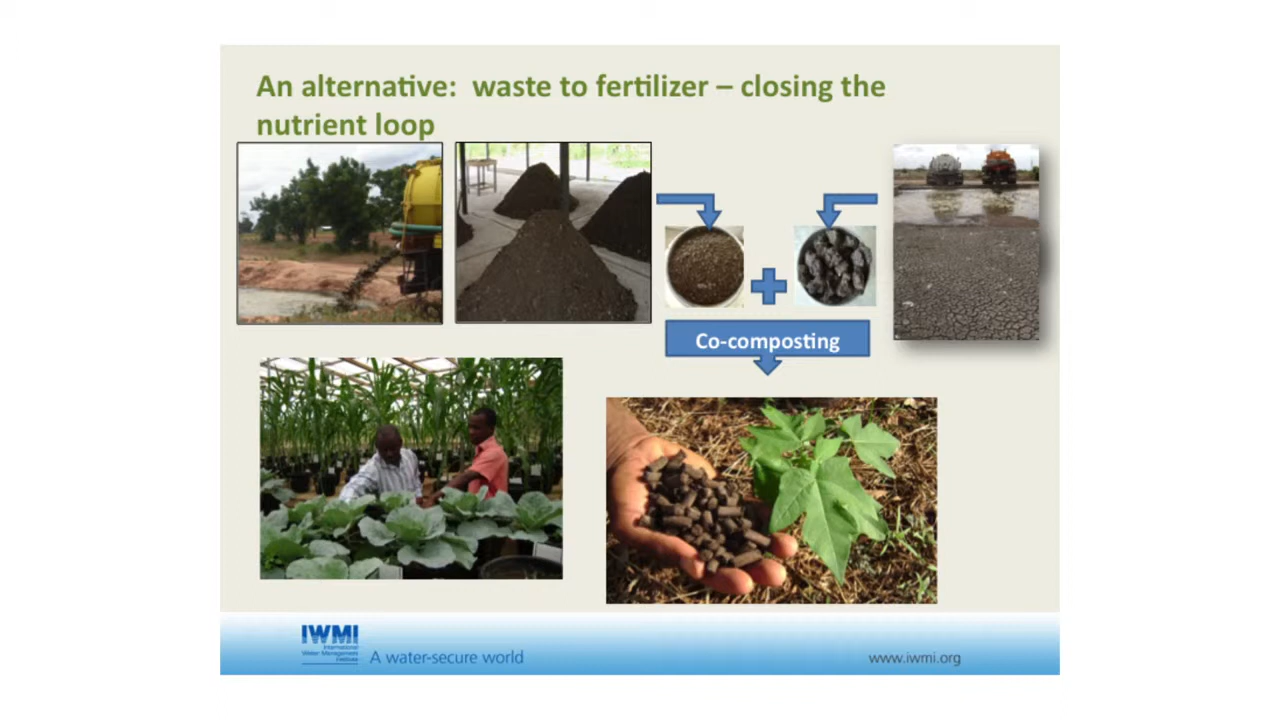 An alternative:  waste to fertilizer – closing the
nutrient loop
Co-composting
IWMI
International
Water Management
Institute
A water-secure world
www.iwmi.org